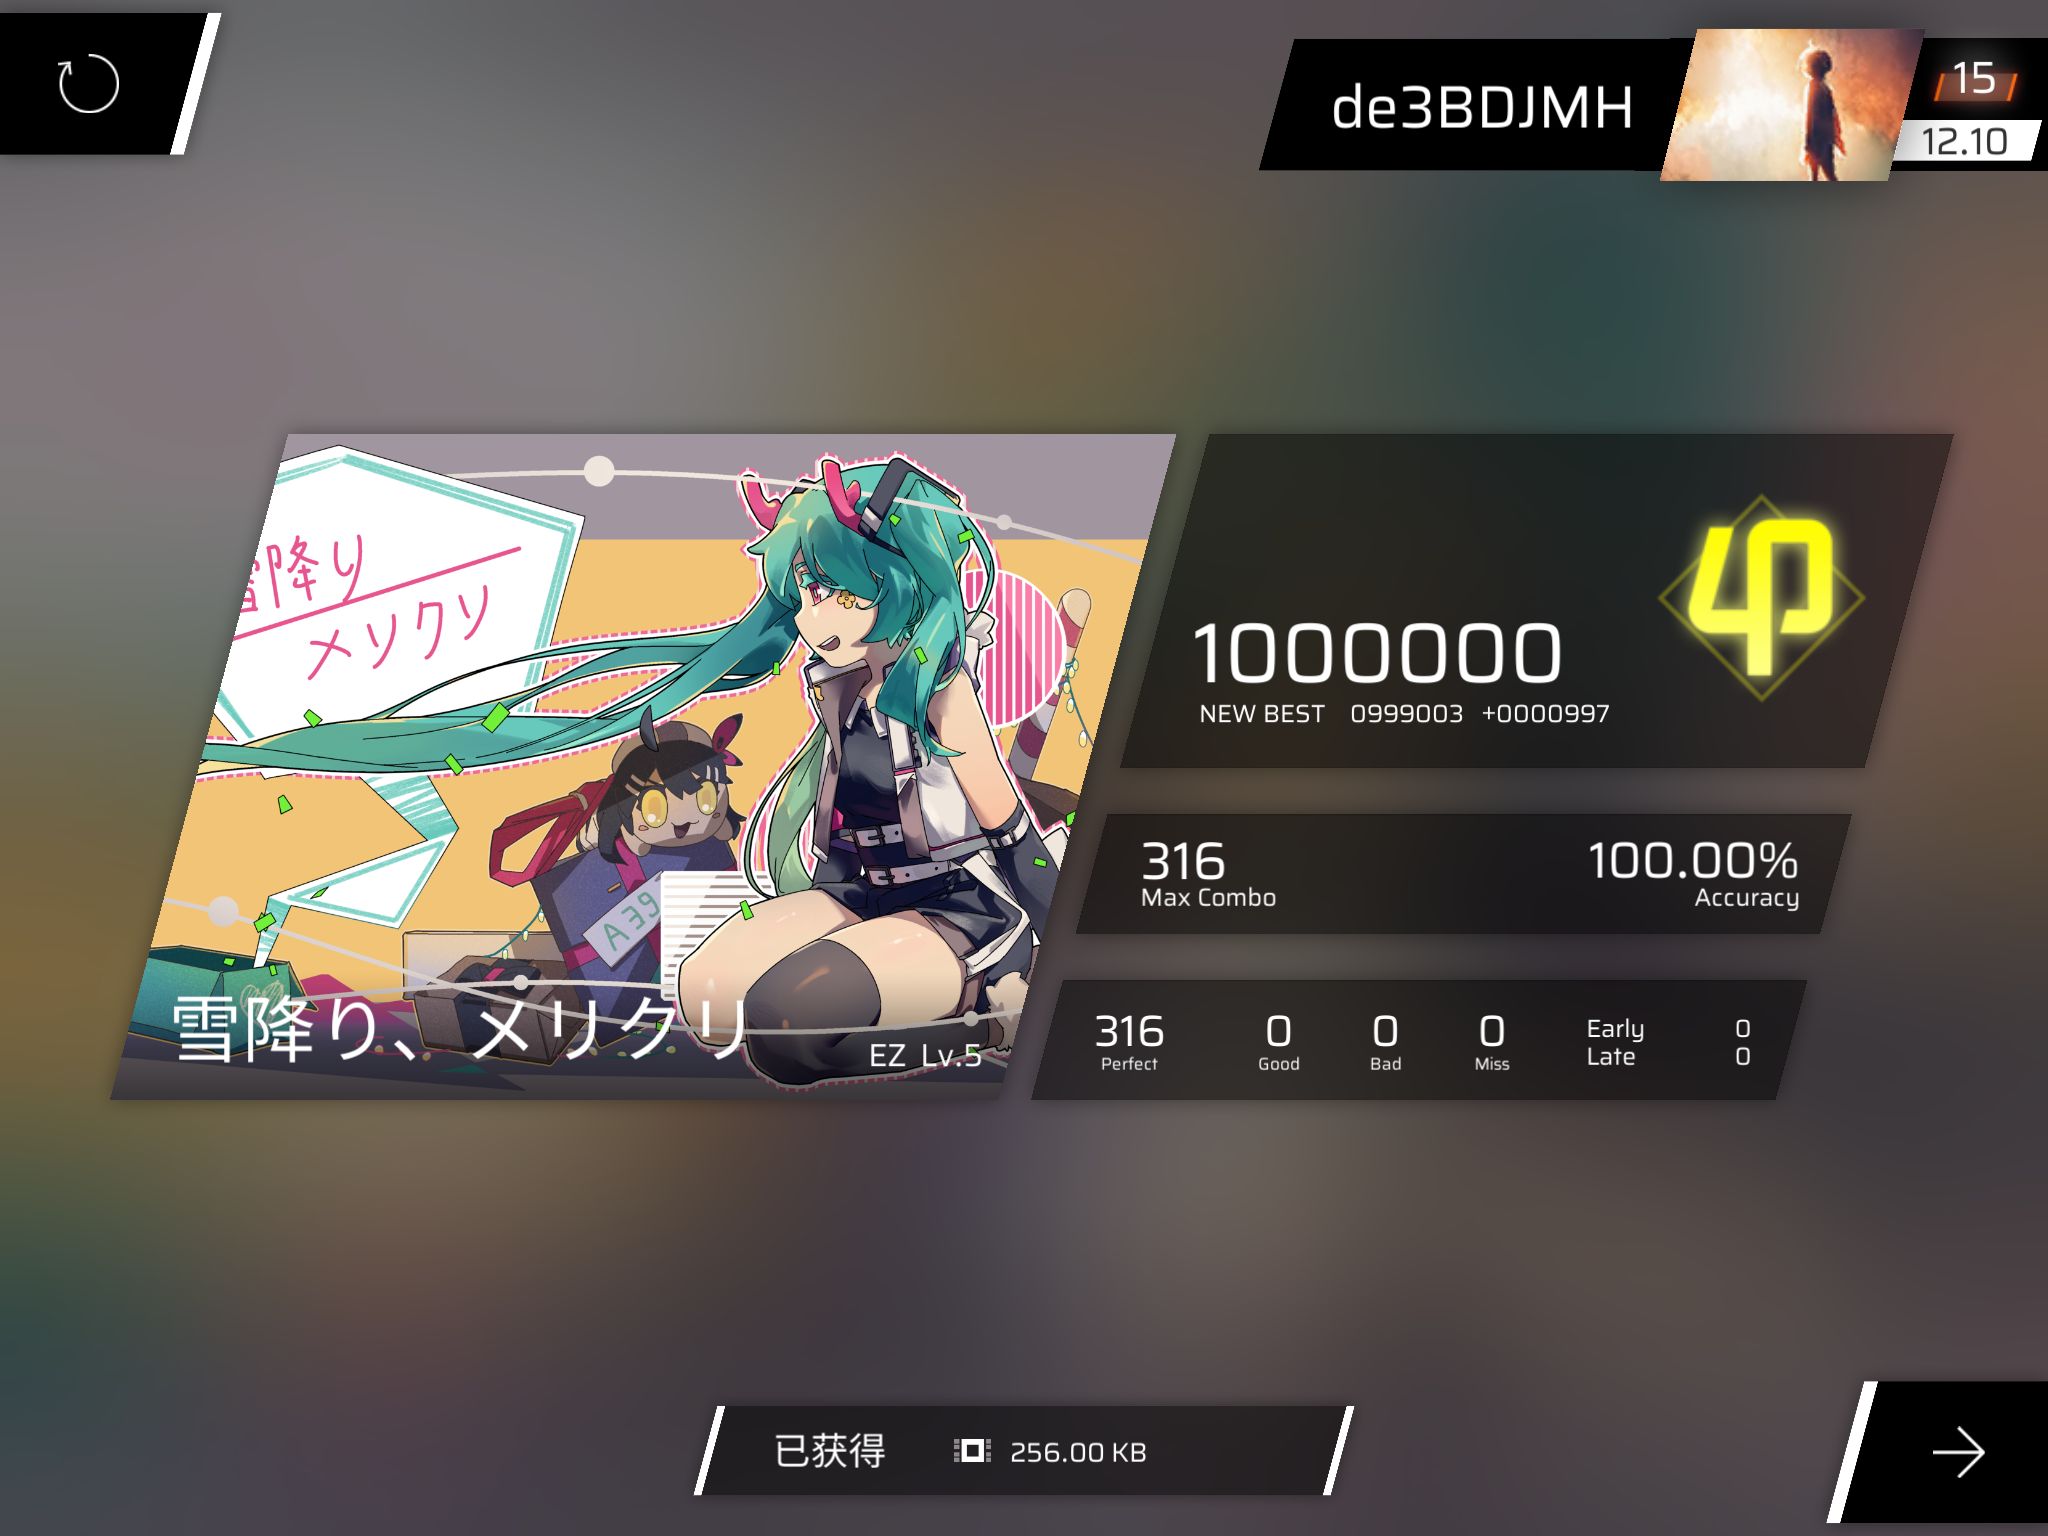 de3BDJMH
15
12.10
雪降り
メリクリ
A39
雪降り、メリクリ
EZ Lv.5
1000000
NEW BEST 0999003 +0000997
316
Max Combo
100.00%
Accuracy
316 0 0 0
Perfect Good Bad Miss
Early 0
Late 0
已获得 256.00 KB